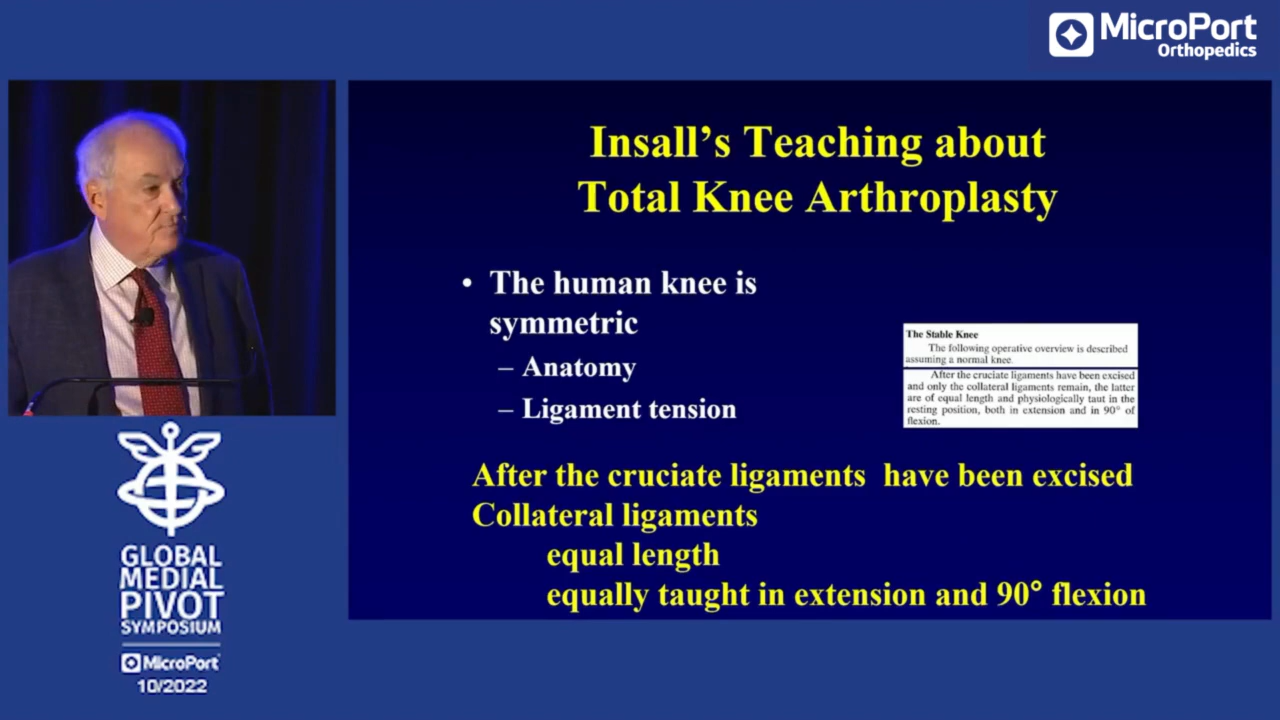 MicroPort
Orthopedics
Insall’s Teaching about
Total Knee Arthroplasty
• The human knee is
symmetric
– Anatomy
– Ligament tension
The Stable Knee
The following operative overview is described
assuming a normal knee.
After the cruciate ligaments have been excised
and only the collateral ligaments remain, the latter
are of equal length and physiologically taut in the
resting position, both in extension and in 90° of
flexion.
After the cruciate ligaments have been excised
Collateral ligaments
equal length
equally taught in extension and 90° flexion
GLOBAL
MEDIAL
PIVOT
SYMPOSIUM
MicroPort
10/2022